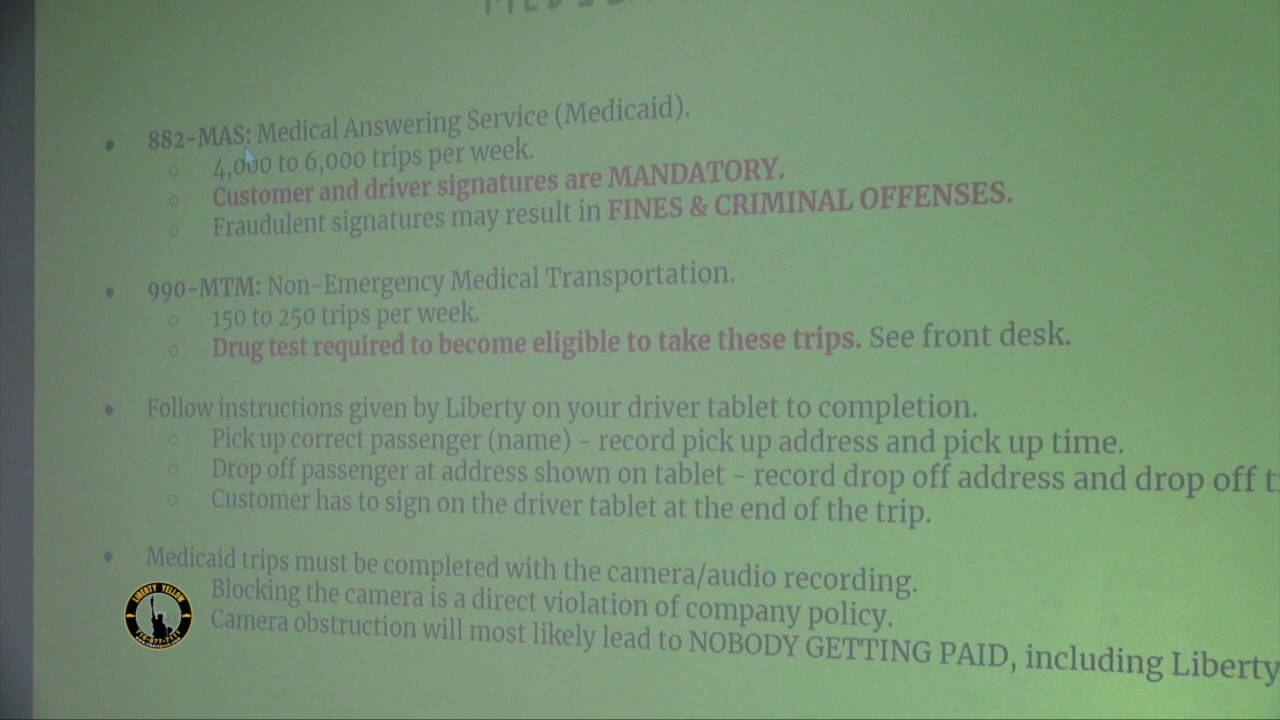 882-MAS: Medical Answering Service (Medicaid).
4,000 to 6,000 trips per week.
Customer and driver signatures are MANDATORY.
Fraudulent signatures may result in FINES & CRIMINAL OFFENSES.
990-MTM: Non-Emergency Medical Transportation.
150 to 250 trips per week.
Drug test required to become eligible to take these trips. See front desk.
Follow instructions given by Liberty on your driver tablet to completion.
Pick up correct passenger (name) - record pick up address and pick up time.
Drop off passenger at address shown on tablet - record drop off address and drop off
Customer has to sign on the driver tablet at the end of the trip.
Medicaid trips must be completed with the camera/audio recording.
Blocking the camera is a direct violation of company policy.
Camera obstruction will most likely lead to NOBODY GETTING PAID, including Liberty
LIBERTY YELLOW